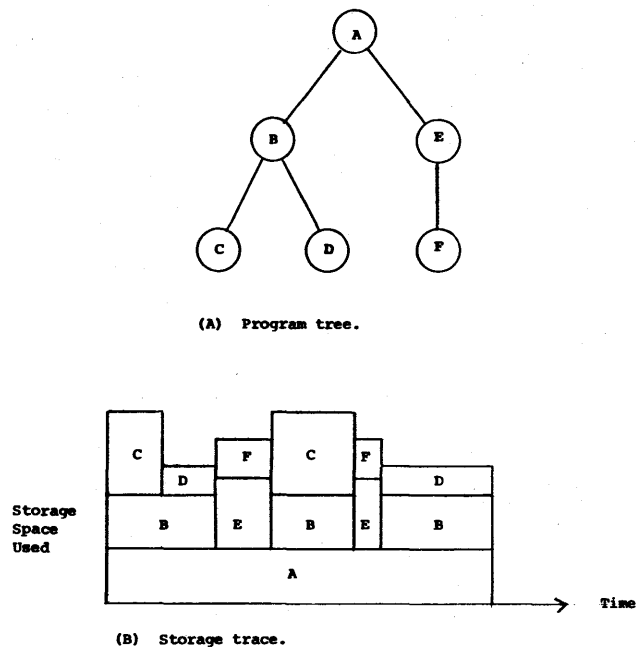 A
B
E
C
D
F
(A) Program tree.
C
F
C
F
D
D
Storage
Space
Used
B
E
B
E
B
A
Time
(B) Storage trace.